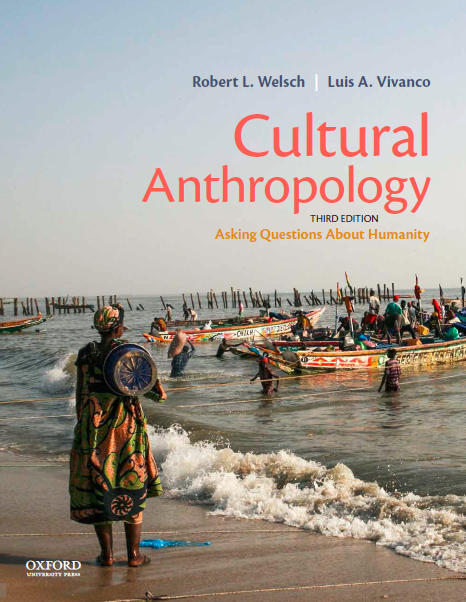 Robert L. Welsch | Luis A. Vivanco
Cultural
Anthropology
THIRD EDITION
Asking Questions About Humanity
OXFORD
UNIVERSITY PRESS